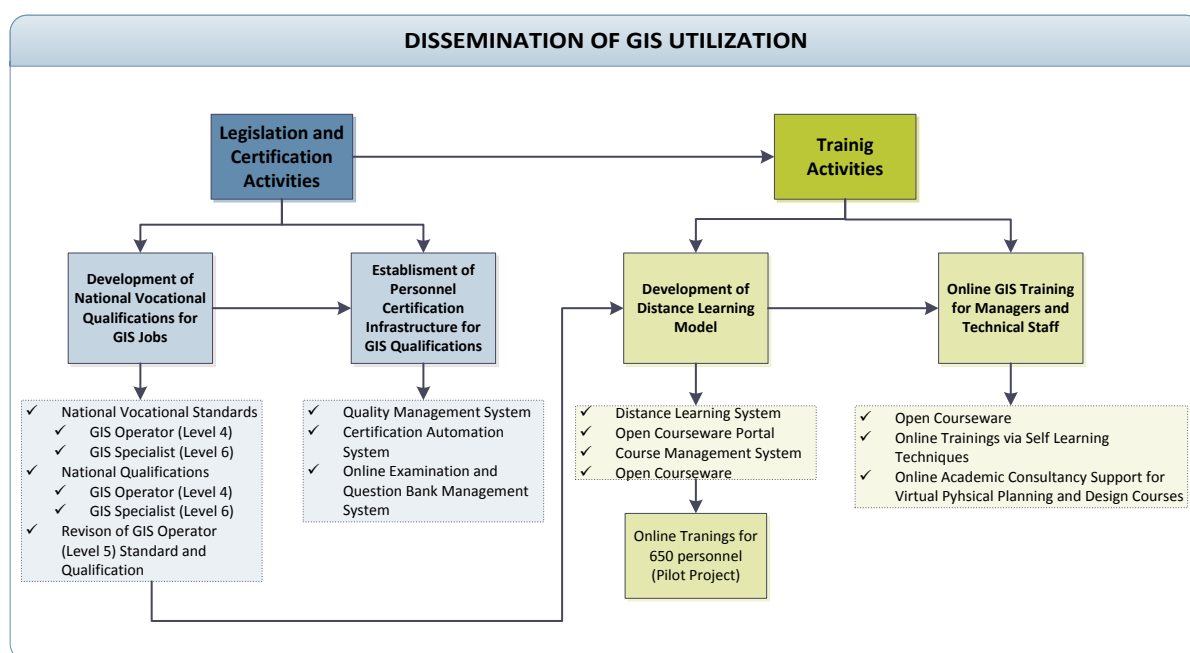 DISSEMINATION OF GIS UTILIZATION
Legislation and
Certification
Activities
Trainig
Activities
Development of
National Vocational
Qualifications for
GIS Jobs
Establisment of
Personnel
Certification
Infrastructure for
GIS Qualifications
Development of
Distance Learning
Model
Online GIS Training
for Managers and
Technical Staff
✓ National Vocational Standards
✓ GIS Operator (Level 4)
✓ GIS Specialist (Level 6)
✓ National Qualifications
✓ GIS Operator (Level 4)
✓ GIS Specialist (Level 6)
✓ Revison of GIS Operator
(Level 5) Standard and
Qualification
✓ Quality Management System
✓ Certification Automation
System
✓ Online Examination and
Question Bank Management
System
✓ Distance Learning System
✓ Open Courseware Portal
✓ Course Management System
✓ Open Courseware
✓ Open Courseware
✓ Online Trainings via Self Learning
Techniques
✓ Online Academic Consultancy Support for
Virtual Pyhsical Planning and Design Courses
Online Tranings for
650 personnel
(Pilot Project)